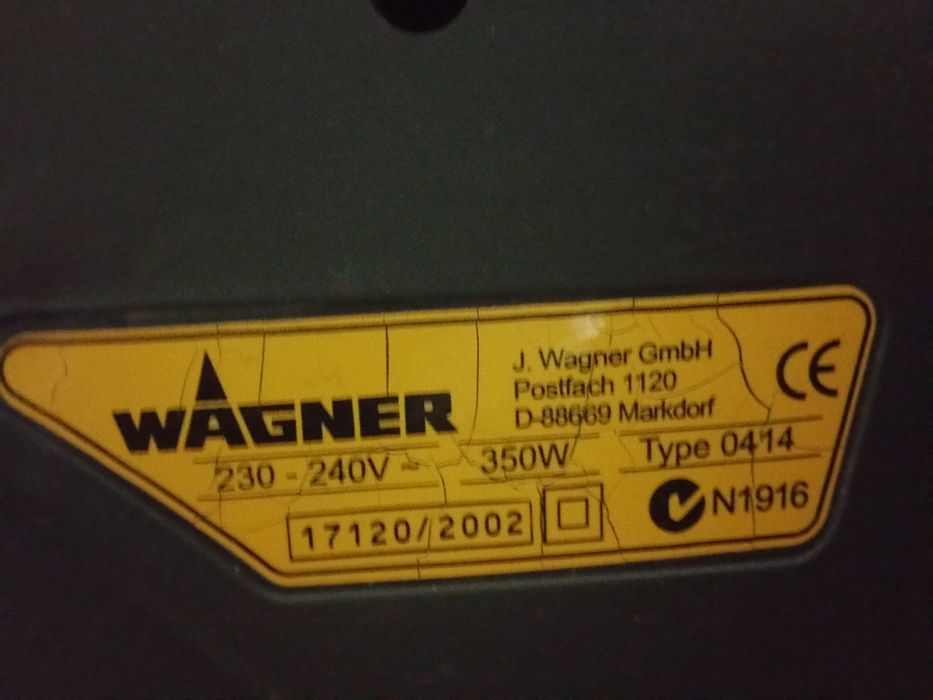 J. Wagner GmbH
Postfach 1120
D-88669 Markdorf
CE
WAGNER
230 - 240V ~
350W
Type 0414
N1916
17120/2002